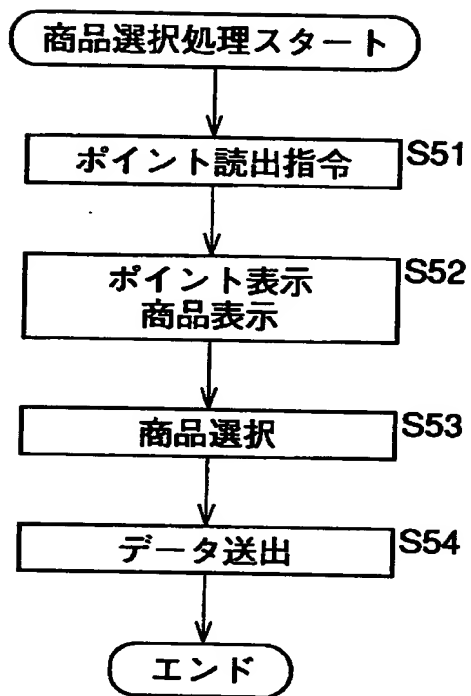 商品選択処理スタート
ポイント読出指令 S51
ポイント表示 S52
商品表示
商品選択 S53
データ送出 S54
エンド